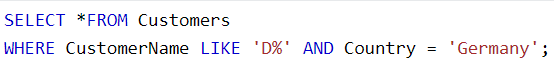 SELECT *FROM Customers
WHERE CustomerName LIKE 'D%' AND Country = 'Germany';